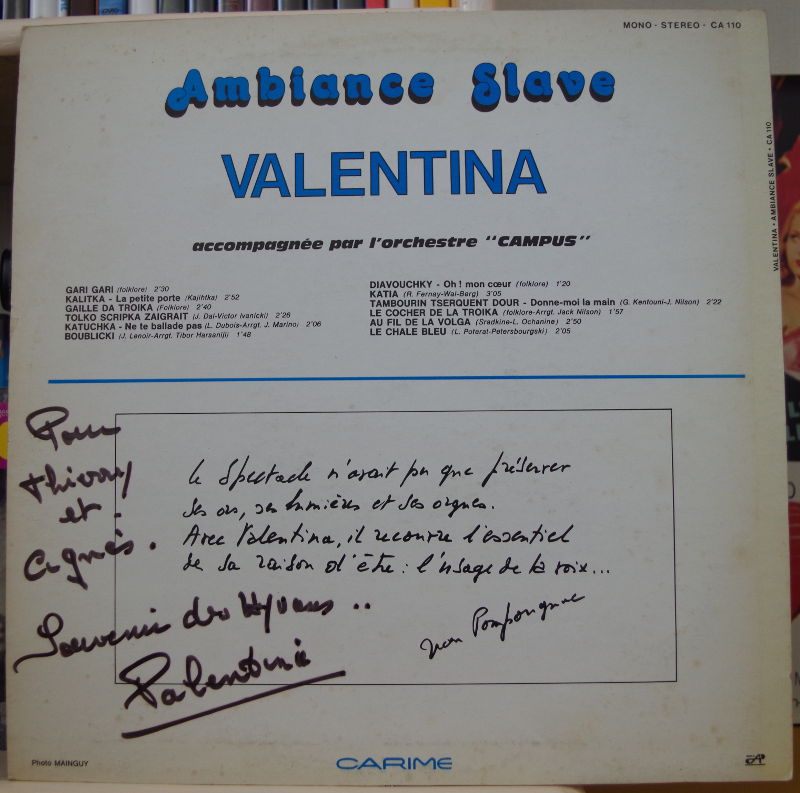 MONO - STEREO - CA 110
Ambiance Slave
VALENTINA
accompagnée par l'orchestre "CAMPUS"
GARI GARI (folklore) 2'30
KALITKA - La petite porte (Kajihtka) 2'52
GAILLE DA TROIKA (Folklore) 2'40
TOLKO SCRIPKA ZAIGRAIT (J. Dai-Victor Ivanicki) 2'26
KATUCHKA - Ne te ballade pas (L. Dubois-Arrgt. J. Marino) 2'06
BOUBLICKI (J. Lenoir-Arrgt. Tibor Harsanji) 1'48
DIAVOUCHKY - Oh ! mon cœur (folklore) 1'20
KATIA (R. Fernay-Wal-Berg) 3'05
TAMBOURIN TSERQUENT DOUR - Donne-moi la main (G. Kentouni-J. Nilson) 2'22
LE COCHER DE LA TROIKA (folklore-Arrgt. Jack Nilson) 1'57
AU FIL DE LA VOLGA (Sradkine-L. Ochanine) 2'50
LE CHALE BLEU (L. Poterat-Petersbourgski) 2'05
Pour
thierry
et
agnès.
Souvenir des
Valentina
Le Spectacle n'avait pu que préserver
ses ors, ses lumières et ses orgues.
Avec Valentina, il recouvre l'essentiel
de sa raison d'être : l'usage de la voix...
Pompougnac
Photo MAINGUY
CARIME
VALENTINA • AMBIANCE SLAVE • CA 110